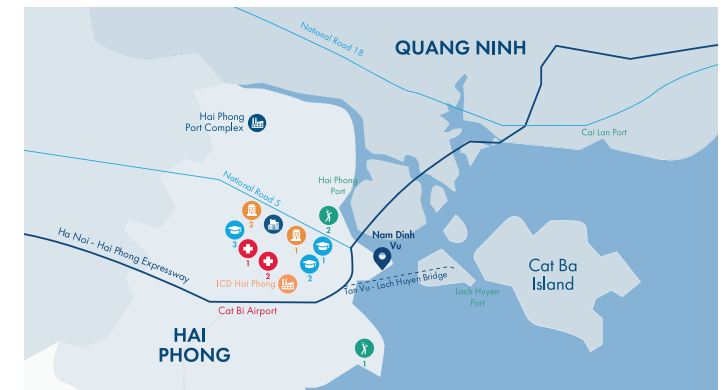 National Road 18
QUANG NINH
Hai Phong
Port Complex
Cai Lan Port
National Road 5
Hai Phong
Port
2
2
3
1
1
1
2
2
Nam Dinh
Vu
Ha Noi - Hai Phong Expressway
ICD Hai Phong
Tan Vu - Lach Huyen Bridge
Cat Ba
Island
Lach Huyen
Port
Cat Bi Airport
HAI
PHONG
1